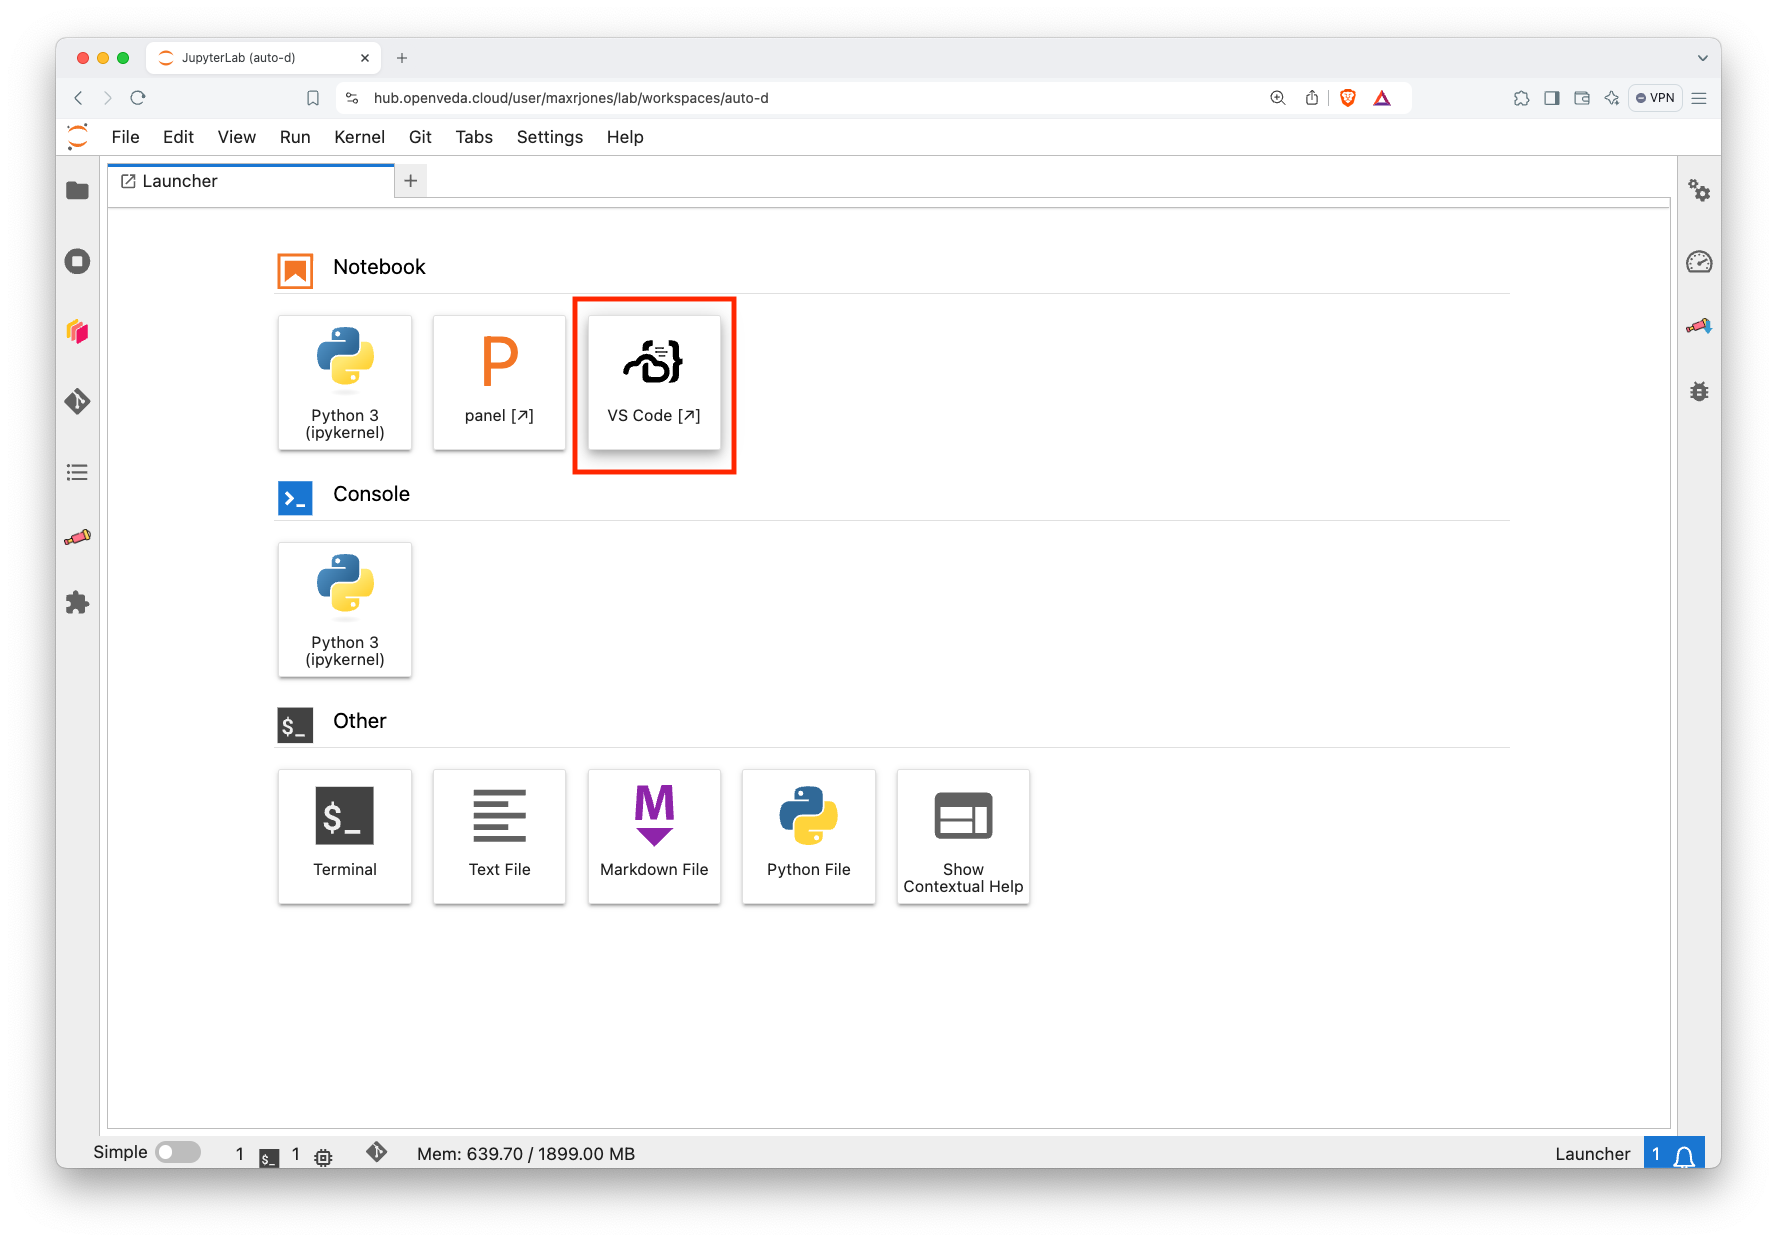 JupyterLab (auto-d)
hub.openveda.cloud/user/maxrjones/lab/workspaces/auto-d
VPN
File Edit View Run Kernel Git Tabs Settings Help
Launcher
Notebook
Python 3
(ipykernel)
panel [↗]
VS Code [↗]
Console
Python 3
(ipykernel)
$_ Other
$_
Terminal
Text File
M
Markdown File
Python File
Show
Contextual Help
Simple 1 $_ 1 Mem: 639.70 / 1899.00 MB Launcher 1